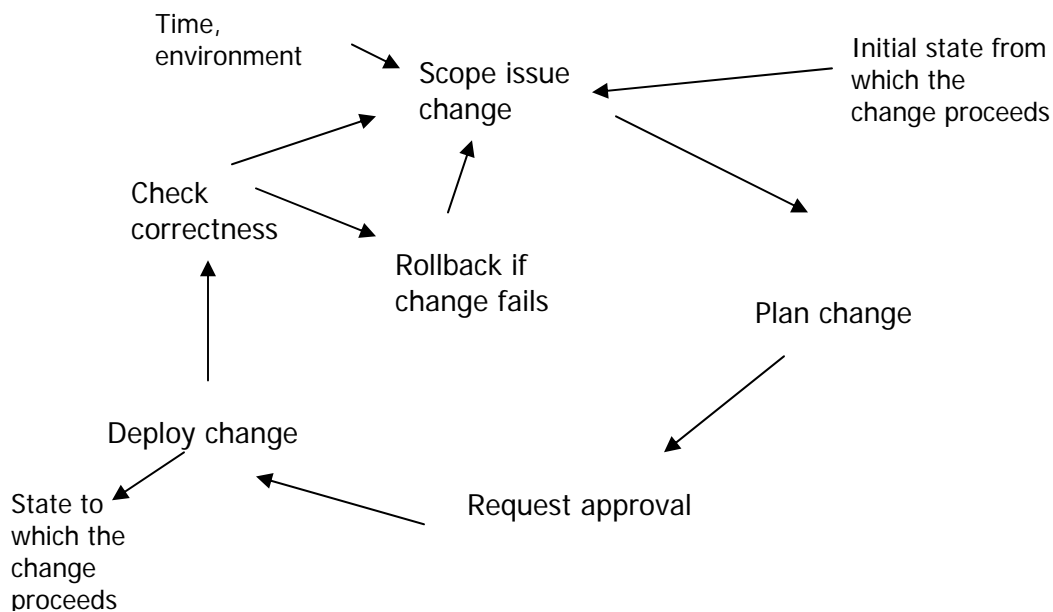 Time,
environment
Scope issue
change
Initial state from
which the
change proceeds
Check
correctness
Rollback if
change fails
Plan change
Deploy change
Request approval
State to
which the
change
proceeds